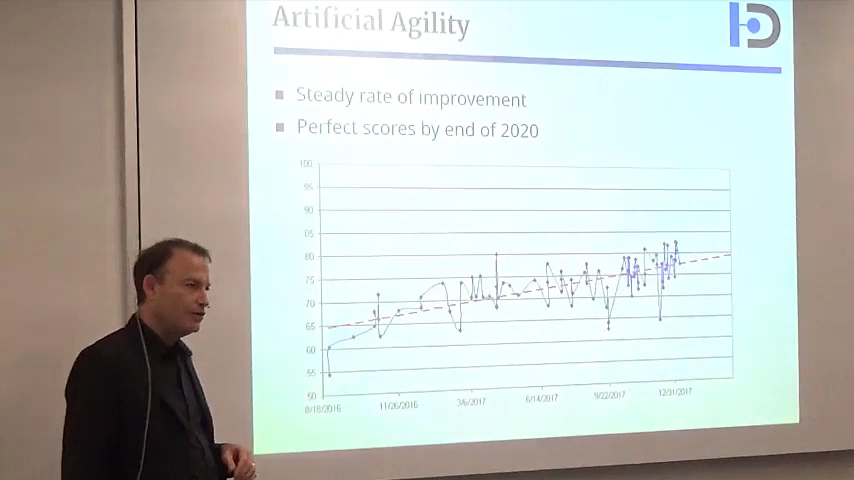 Artificial Agility
Steady rate of improvement
Perfect scores by end of 2020
100
95
90
85
80
75
70
65
60
55
50
8/18/2016 11/26/2016 3/6/2017 6/14/2017 9/22/2017 12/31/2017